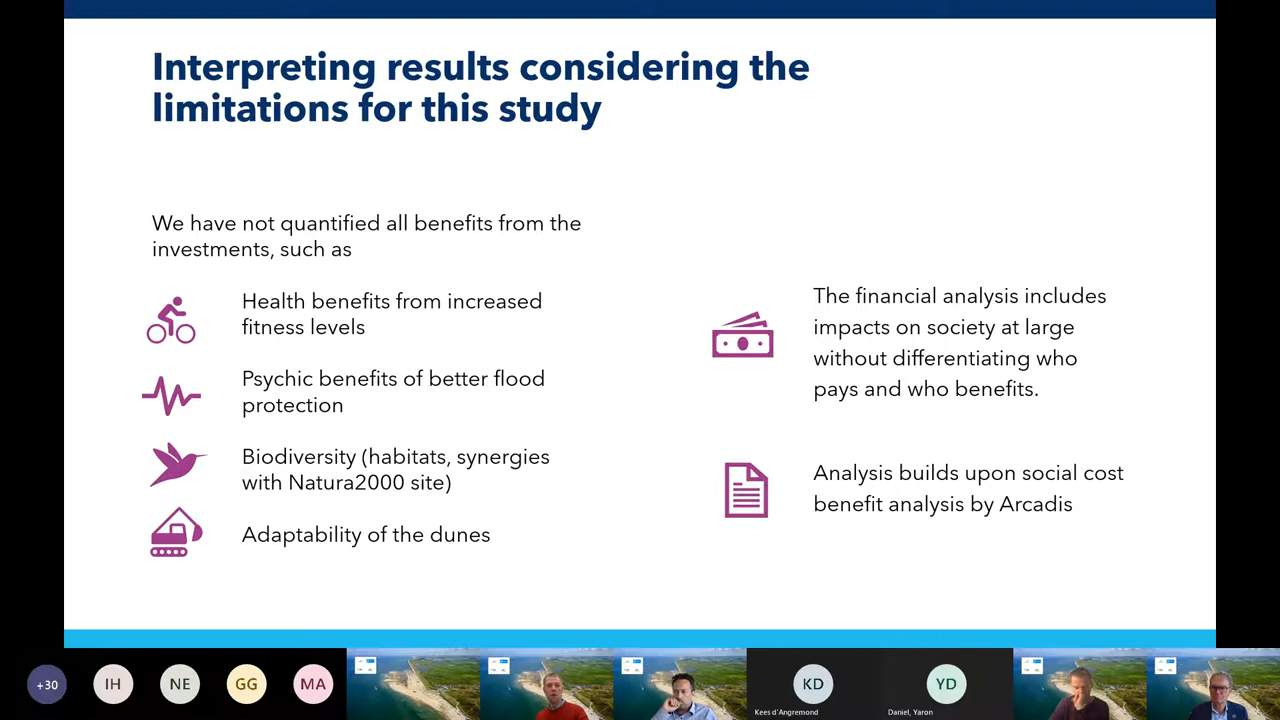 Interpreting results considering the
limitations for this study
We have not quantified all benefits from the
investments, such as
Health benefits from increased
fitness levels
Psychic benefits of better flood
protection
Biodiversity (habitats, synergies
with Natura2000 site)
Adaptability of the dunes
The financial analysis includes
impacts on society at large
without differentiating who
pays and who benefits.
Analysis builds upon social cost
benefit analysis by Arcadis
+30
IH
NE
GG
MA
KD
Kees d'Angremond
YD
Daniel, Yaron